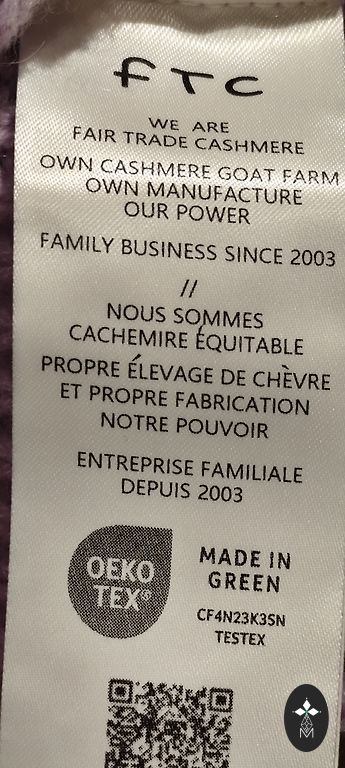 FTC
WE ARE
FAIR TRADE CASHMERE
OWN CASHMERE GOAT FARM
OWN MANUFACTURE
OUR POWER
FAMILY BUSINESS SINCE 2003
//
NOUS SOMMES
CACHEMIRE ÉQUITABLE
PROPRE ÉLEVAGE DE CHÈVRE
ET PROPRE FABRICATION
NOTRE POUVOIR
ENTREPRISE FAMILIALE
DEPUIS 2003
OEKO
TEX®
MADE IN
GREEN
CF4N23K3SN
TESTEX
M